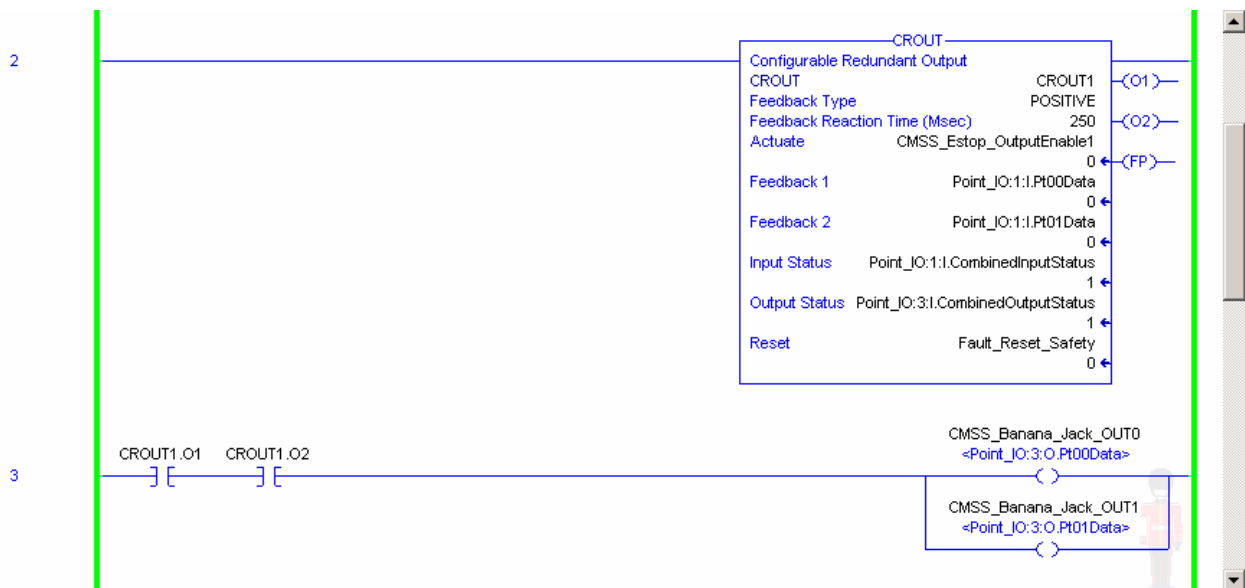 2
CROUT
Configurable Redundant Output
CROUT CROUT1
Feedback Type POSITIVE
Feedback Reaction Time (Msec) 250
Actuate CMSS_Estop_OutputEnable1
0
Feedback 1 Point_IO:1:I.Pt00Data
0
Feedback 2 Point_IO:1:I.Pt01Data
0
Input Status Point_IO:1:I.CombinedInputStatus
1
Output Status Point_IO:3:I.CombinedOutputStatus
1
Reset Fault_Reset_Safety
0
(O1)
(O2)
(FP)
3
CROUT1.O1 CROUT1.O2
CMSS_Banana_Jack_OUT0
<Point_IO:3:O.Pt00Data>
CMSS_Banana_Jack_OUT1
<Point_IO:3:O.Pt01Data>